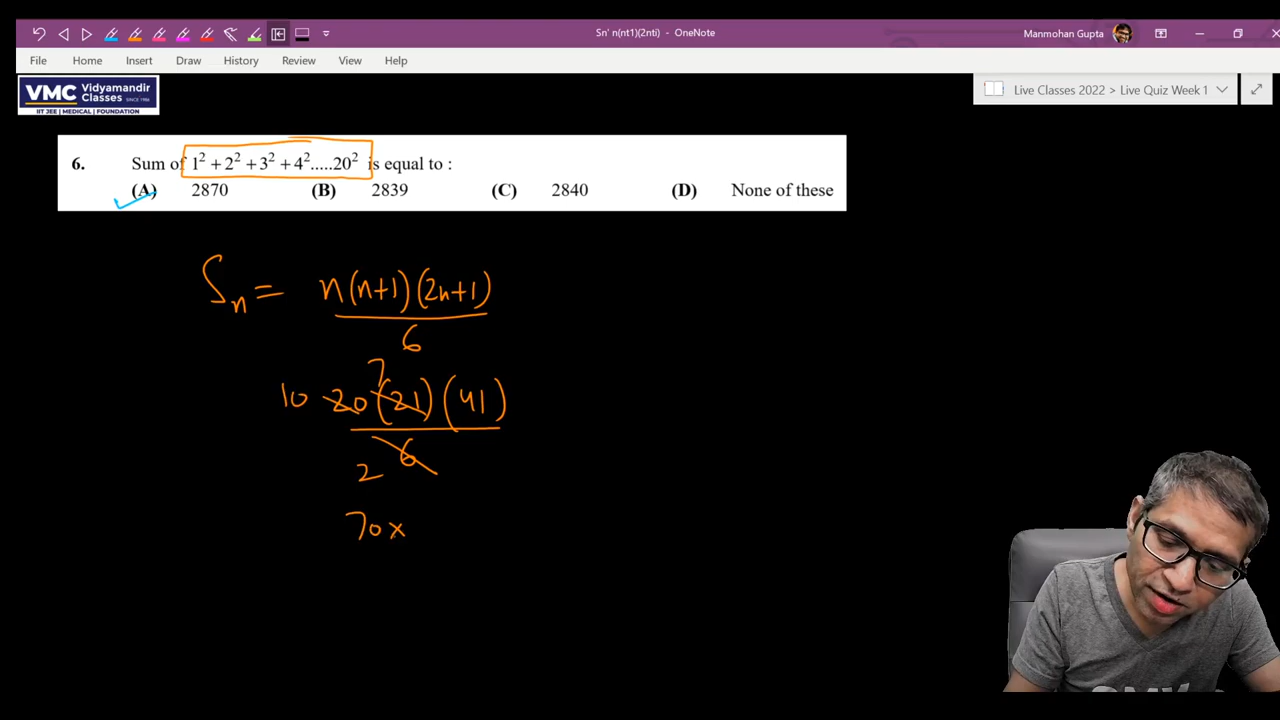 Sn' n(nt1)(2nti) - OneNote
Manmohan Gupta
File Home Insert Draw History Review View Help
VMC Vidyamandir Classes SINCE 1986
IIT JEE | MEDICAL | FOUNDATION
Live Classes 2022 > Live Quiz Week 1
6. Sum of 1² + 2² + 3² + 4².....20² is equal to :
(A) 2870 (B) 2839 (C) 2840 (D) None of these
Sn = n(n+1)(2n+1)
6
7
10 20 (21) (41)
2 6
70x